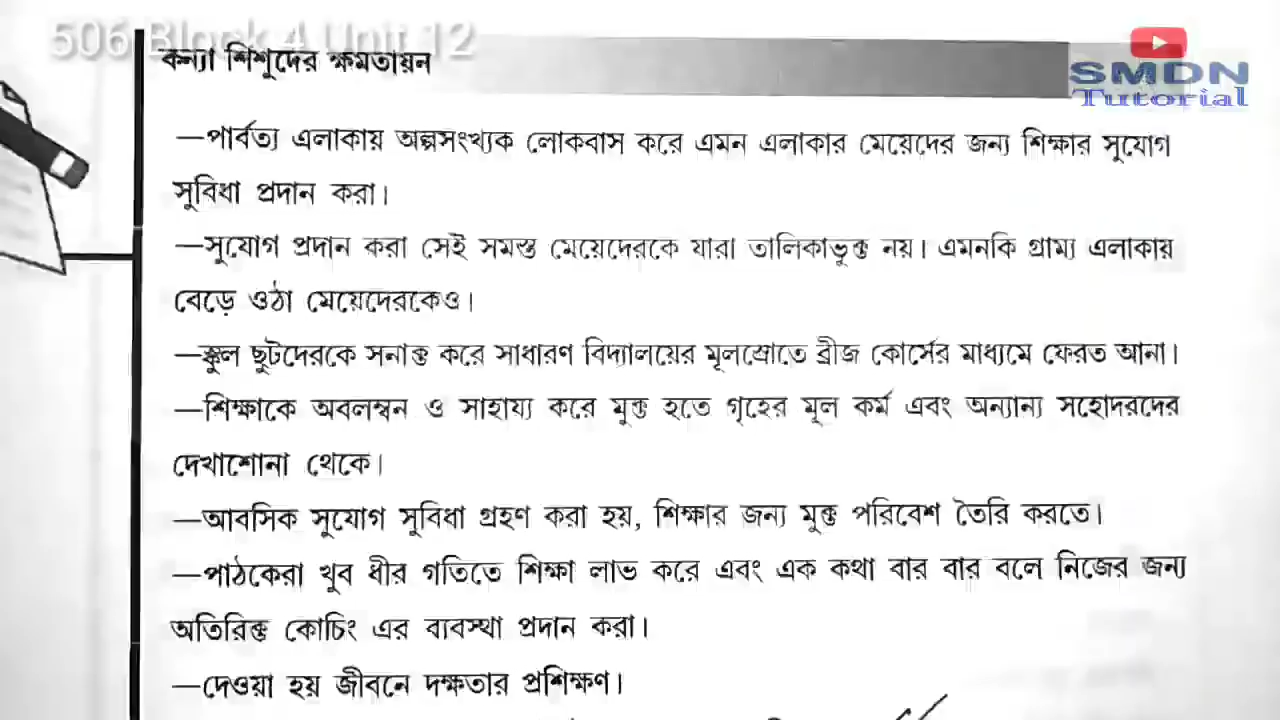 506 Block 4 Unit 12
কন্যা শিশুদের ক্ষমতায়ন
SMDN
Tutorial
—পার্বত্য এলাকায় অল্পসংখ্যক লোকবাস করে এমন এলাকার মেয়েদের জন্য শিক্ষার সুযোগ
সুবিধা প্রদান করা।
—সুযোগ প্রদান করা সেই সমস্ত মেয়েদেরকে যারা তালিকাভুক্ত নয়। এমনকি গ্রাম্য এলাকায়
বেড়ে ওঠা মেয়েদেরকেও।
—স্কুল ছুটদেরকে সনাক্ত করে সাধারণ বিদ্যালয়ের মূলস্রোতে ব্রীজ কোর্সের মাধ্যমে ফেরত আনা।
—শিক্ষাকে অবলম্বন ও সাহায্য করে মুক্ত হতে গৃহের মূল কর্ম এবং অন্যান্য সহোদরদের
দেখাশোনা থেকে।
—আবসিক সুযোগ সুবিধা গ্রহণ করা হয়, শিক্ষার জন্য মুক্ত পরিবেশ তৈরি করতে।
—পাঠকেরা খুব ধীর গতিতে শিক্ষা লাভ করে এবং এক কথা বার বার বলে নিজের জন্য
অতিরিক্ত কোচিং এর ব্যবস্থা প্রদান করা।
—দেওয়া হয় জীবনে দক্ষতার প্রশিক্ষণ।